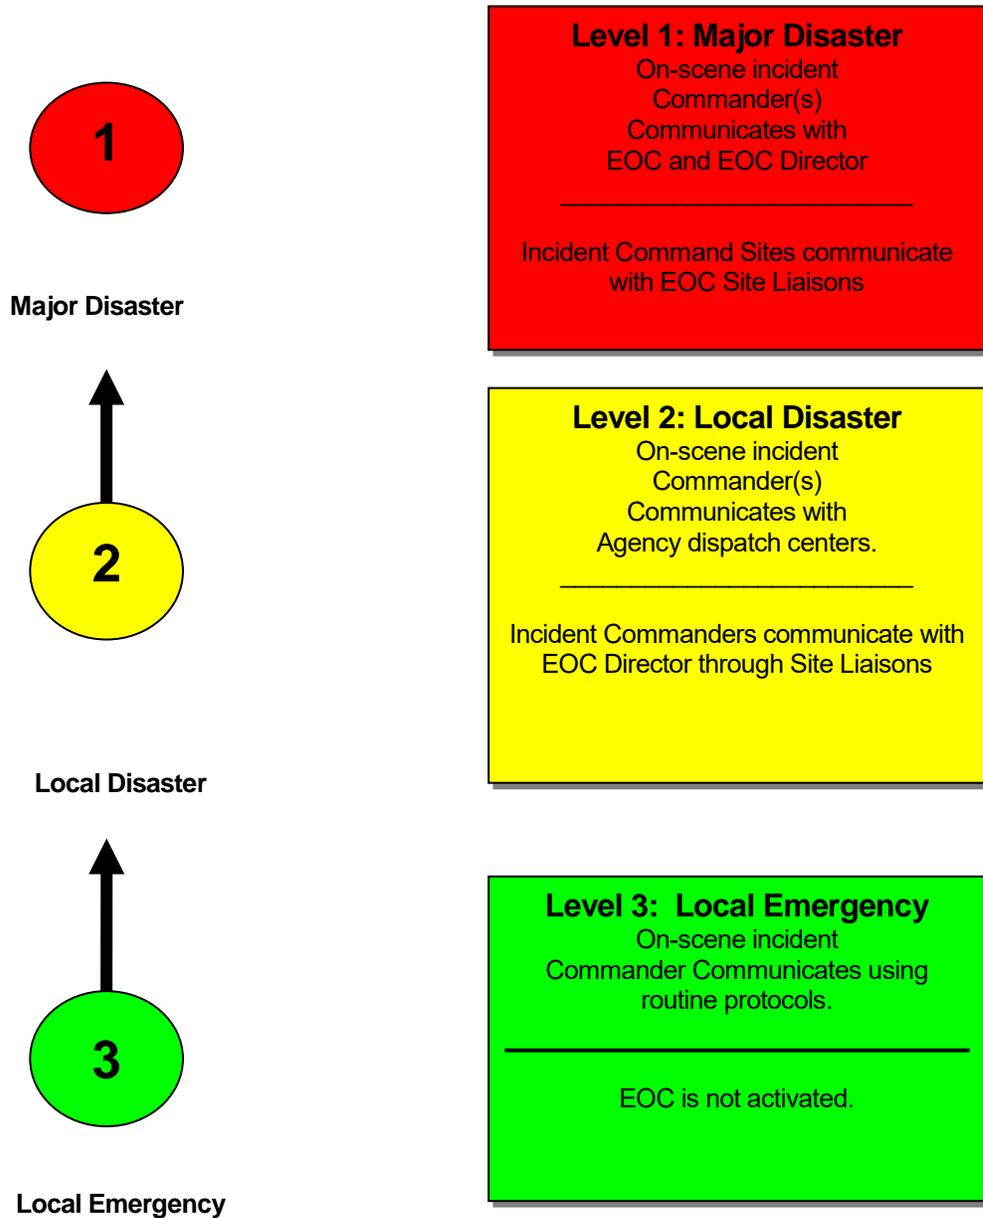 1
Major Disaster
Level 1: Major Disaster
On-scene incident
Commander(s)
Communicates with
EOC and EOC Director
Incident Command Sites communicate
with EOC Site Liaisons
2
Local Disaster
Level 2: Local Disaster
On-scene incident
Commander(s)
Communicates with
Agency dispatch centers.
Incident Commanders communicate with
EOC Director through Site Liaisons
3
Local Emergency
Level 3: Local Emergency
On-scene incident
Commander Communicates using
routine protocols.
EOC is not activated.